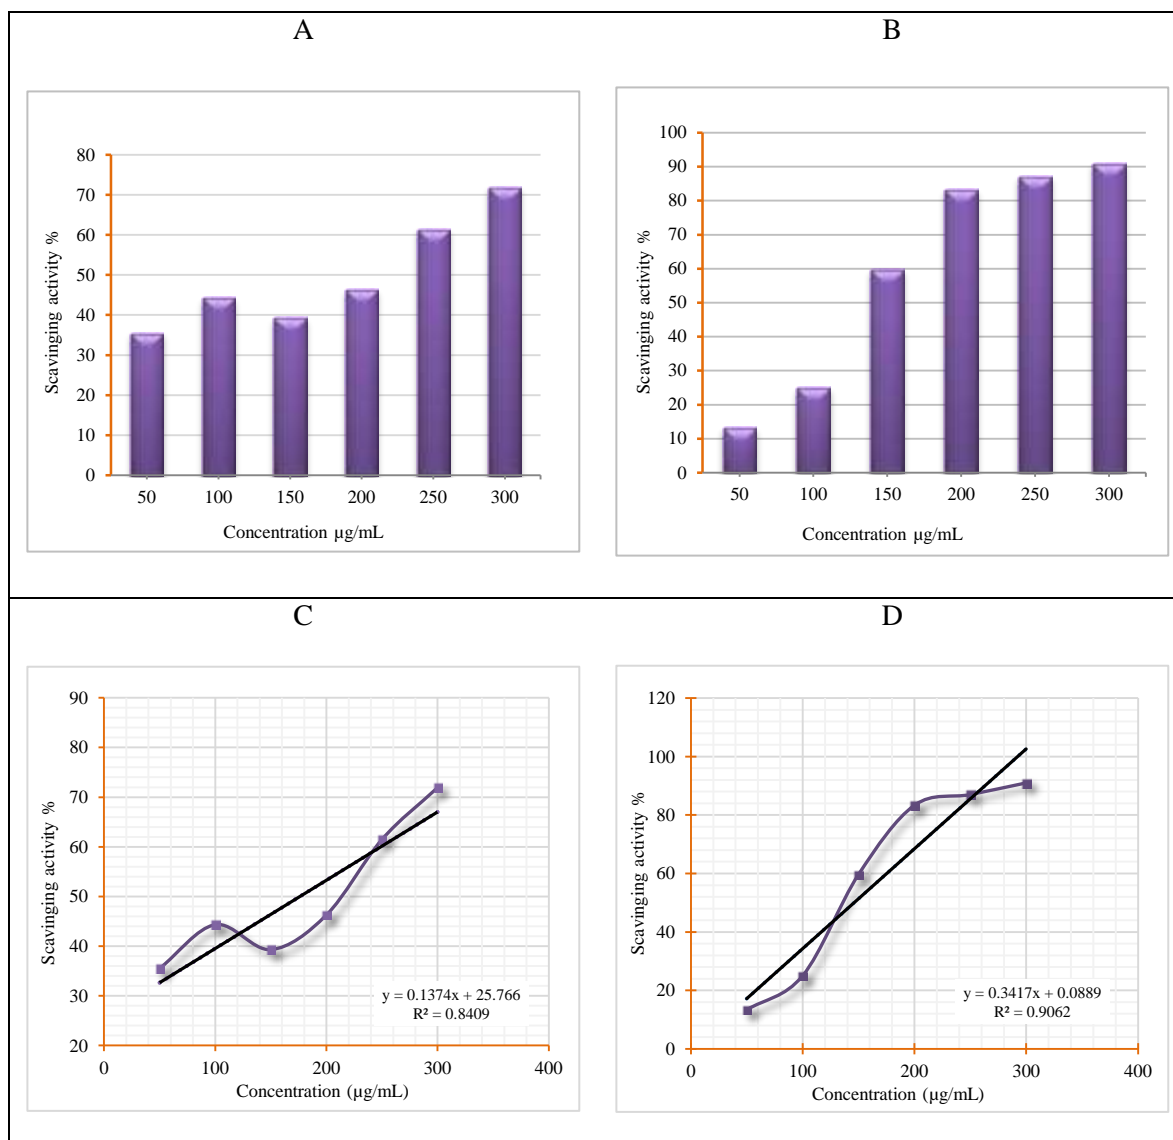 A
B
80
70
60
50
40
30
20
10
0
Scavinging activity %
50 100 150 200 250 300
Concentration µg/mL
100
90
80
70
60
50
40
30
20
10
0
Scavinging activity %
50 100 150 200 250 300
Concentration µg/mL
C
D
90
80
70
60
50
40
30
20
Scavinging activity %
y = 0.1374x + 25.766
R² = 0.8409
0 100 200 300 400
Concentration (µg/mL)
120
100
80
60
40
20
0
Scavinging activity %
y = 0.3417x + 0.0889
R² = 0.9062
0 100 200 300 400
Concentration (µg/mL)